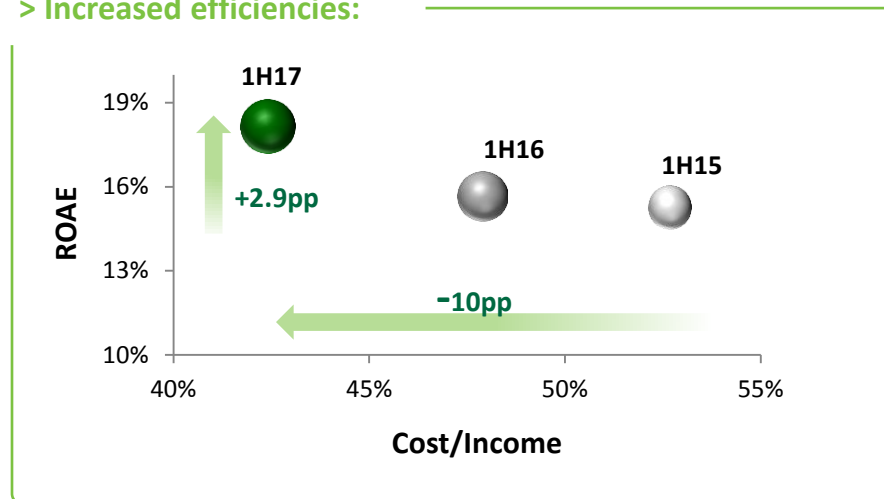 > Increased efficiencies:
1H17
19%
1H16
1H15
16%
+2.9pp
ROAE
13%
-10pp
10%
40%
45%
50%
55%
Cost/Income